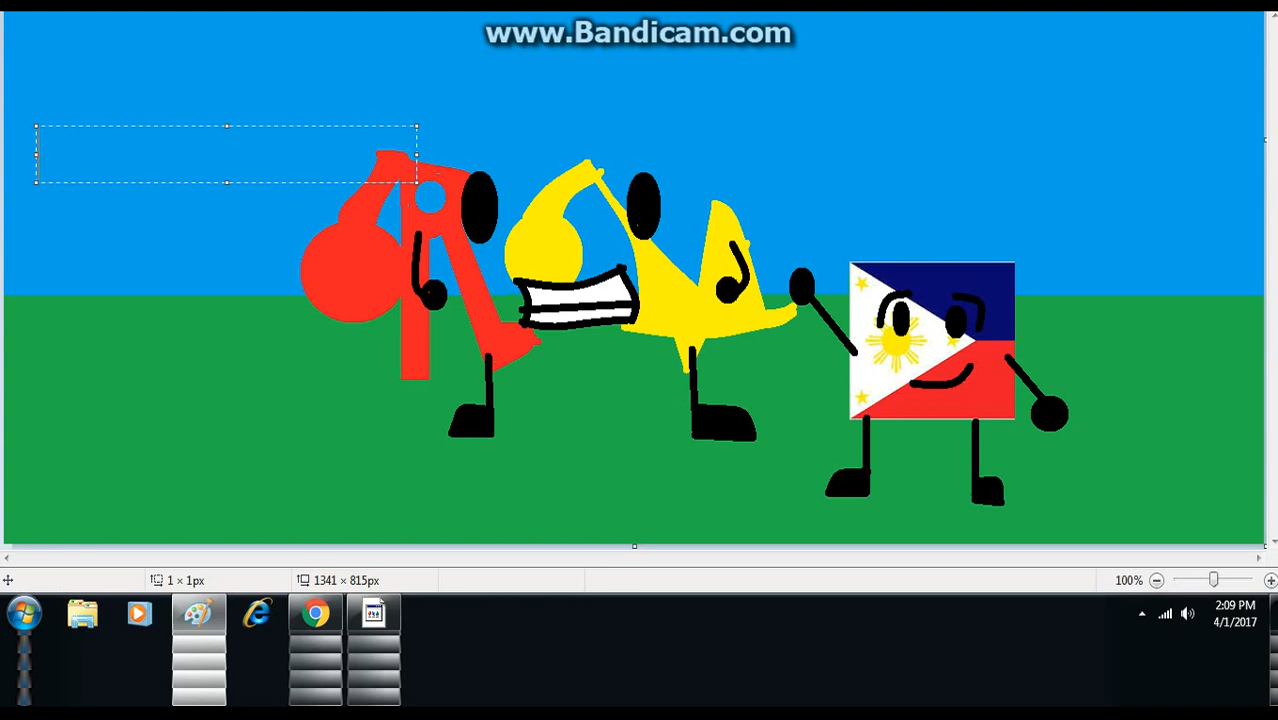 www.Bandicam.com
1 × 1px
1341 × 815px
100%
2:09 PM
4/1/2017